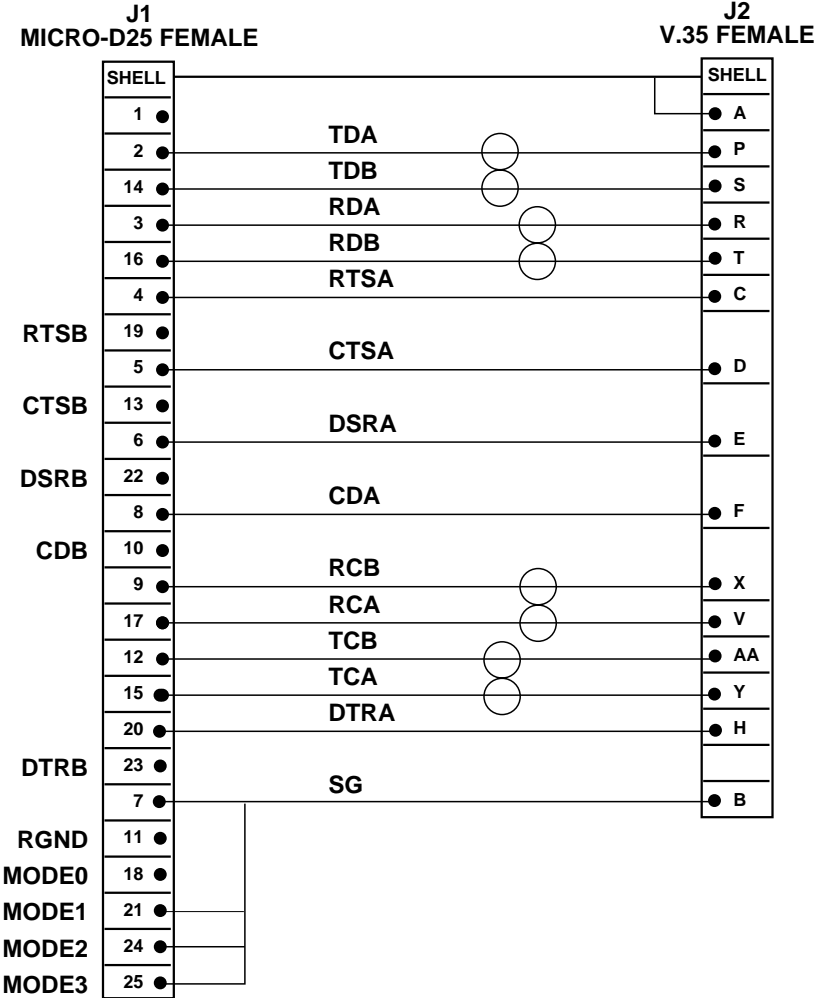 J1 J2
MICRO-D25 FEMALE V.35 FEMALE
SHELL SHELL
1 A
TDA
2 P
TDB
14 S
RDA
3 R
RDB
16 T
RTSA
4 C
RTSB 19
CTSA
5 D
CTSB 13
DSRA
6 E
DSRB 22
CDA
8 F
CDB 10
RCB
9 X
RCA
17 V
TCB
12 AA
TCA
15 Y
DTRA
20 H
DTRB 23
SG
7 B
RGND 11
MODE0 18
MODE1 21
MODE2 24
MODE3 25